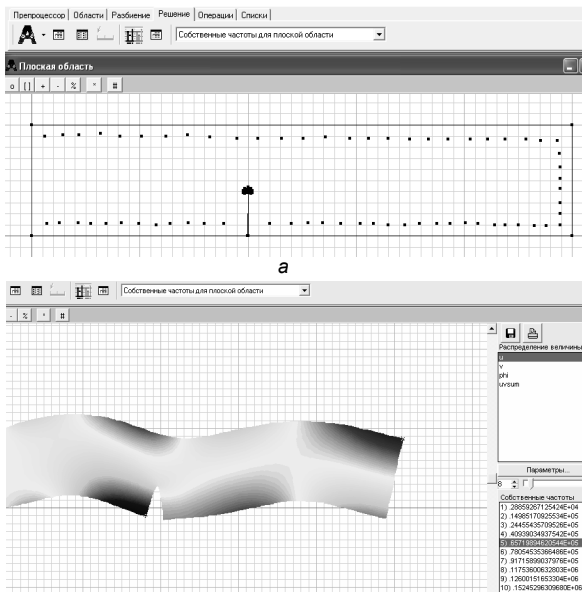 Препроцессор Области Разбиение Решение Операции Списки
Собственные частоты для плоской области
Плоская область
o [] + - % * #
а
Собственные частоты для плоской области
- % * #
Распределение величины
u
v
phi
uvsum
Параметры...
8
Собственные частоты
1) .28859267125424E+04
2) .14985170925534E+05
3) .24455435709526E+05
4) .40939034937542E+05
5) .65719894620544E+05
6) .78054535366486E+05
7) .91715899037976E+05
8) .11753600632803E+06
9) .12600151653304E+06
10) .15245296309680E+06